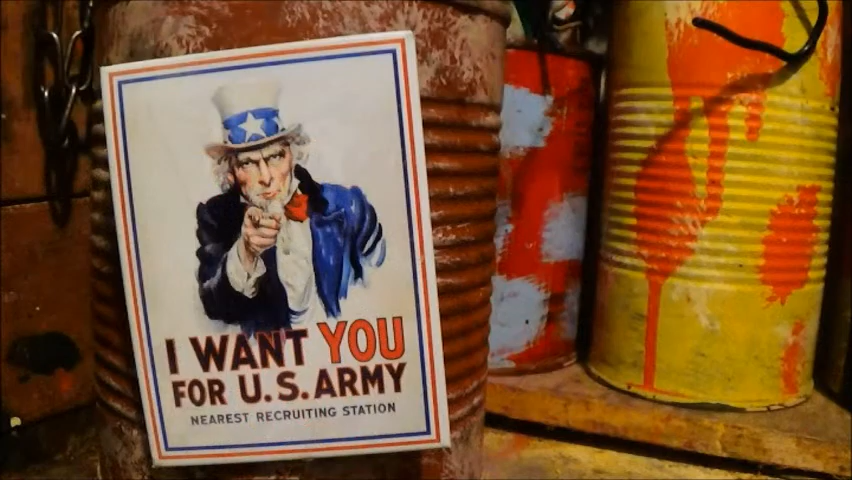 I WANT YOU
FOR U.S. ARMY
NEAREST RECRUITING STATION